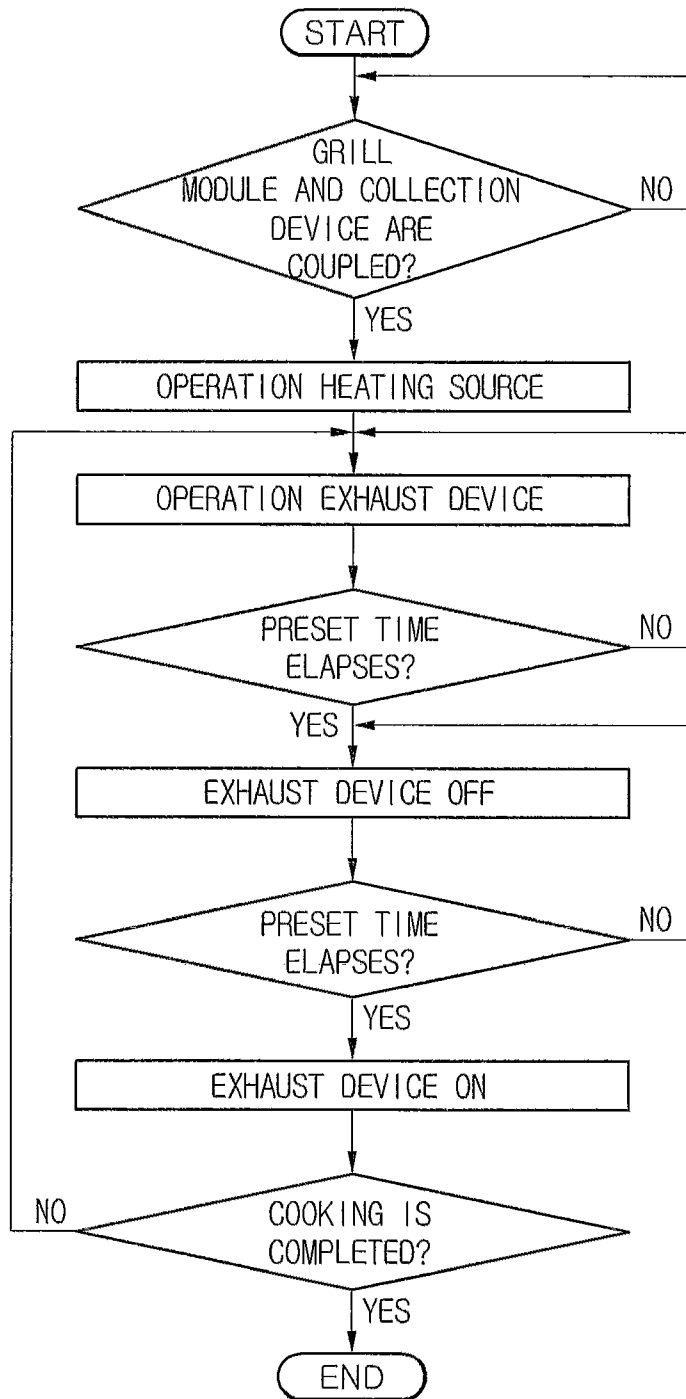 START
GRILL
MODULE AND COLLECTION
DEVICE ARE
COUPLED?
NO
YES
OPERATION HEATING SOURCE
OPERATION EXHAUST DEVICE
PRESET TIME
ELAPSES?
NO
YES
EXHAUST DEVICE OFF
PRESET TIME
ELAPSES?
NO
YES
EXHAUST DEVICE ON
COOKING IS
COMPLETED?
NO
YES
END